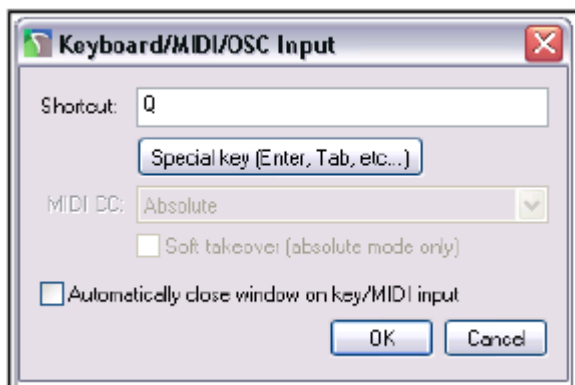 Keyboard/MIDI/OSC Input
Shortcut: Q
Special key (Enter, Tab, etc...)
MIDI CC: Absolute
Soft takeover (absolute mode only)
Automatically close window on key/MIDI input
OK Cancel